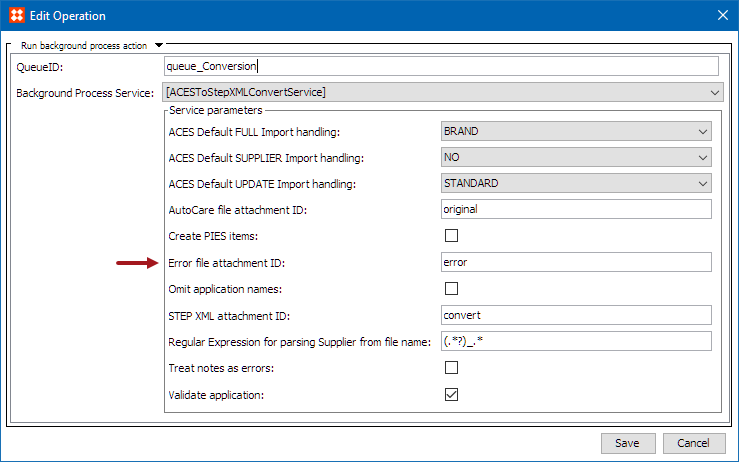 Edit Operation
Run background process action
QueueID: queue_Conversion
Background Process Service: [ACESToStepXMLConvertService]
Service parameters
ACES Default FULL Import handling: BRAND
ACES Default SUPPLIER Import handling: NO
ACES Default UPDATE Import handling: STANDARD
AutoCare file attachment ID: original
Create PIES items:
Error file attachment ID: error
Omit application names:
STEP XML attachment ID: convert
Regular Expression for parsing Supplier from file name: (.*?)_.*
Treat notes as errors:
Validate application:
Save Cancel